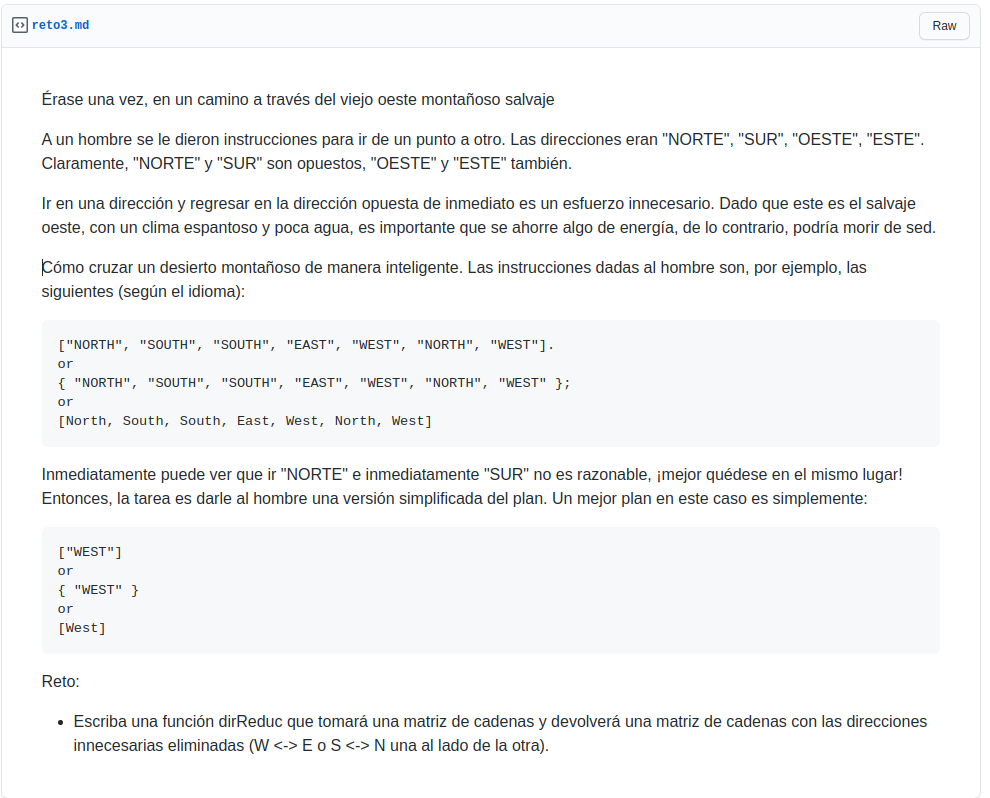 reto3.md
Raw
Érase una vez, en un camino a través del viejo oeste montañoso salvaje
A un hombre se le dieron instrucciones para ir de un punto a otro. Las direcciones eran "NORTE", "SUR", "OESTE", "ESTE".
Claramente, "NORTE" y "SUR" son opuestos, "OESTE" y "ESTE" también.
Ir en una dirección y regresar en la dirección opuesta de inmediato es un esfuerzo innecesario. Dado que este es el salvaje
oeste, con un clima espantoso y poca agua, es importante que se ahorre algo de energía, de lo contrario, podría morir de sed.
Cómo cruzar un desierto montañoso de manera inteligente. Las instrucciones dadas al hombre son, por ejemplo, las
siguientes (según el idioma):
["NORTH", "SOUTH", "SOUTH", "EAST", "WEST", "NORTH", "WEST"].
or
{ "NORTH", "SOUTH", "SOUTH", "EAST", "WEST", "NORTH", "WEST" };
or
[North, South, South, East, West, North, West]
Inmediatamente puede ver que ir "NORTE" e inmediatamente "SUR" no es razonable, ¡mejor quédese en el mismo lugar!
Entonces, la tarea es darle al hombre una versión simplificada del plan. Un mejor plan en este caso es simplemente:
["WEST"]
or
{ "WEST" }
or
[West]
Reto:
• Escriba una función dirReduc que tomará una matriz de cadenas y devolverá una matriz de cadenas con las direcciones
innecesarias eliminadas (W <-> E o S <-> N una al lado de la otra).